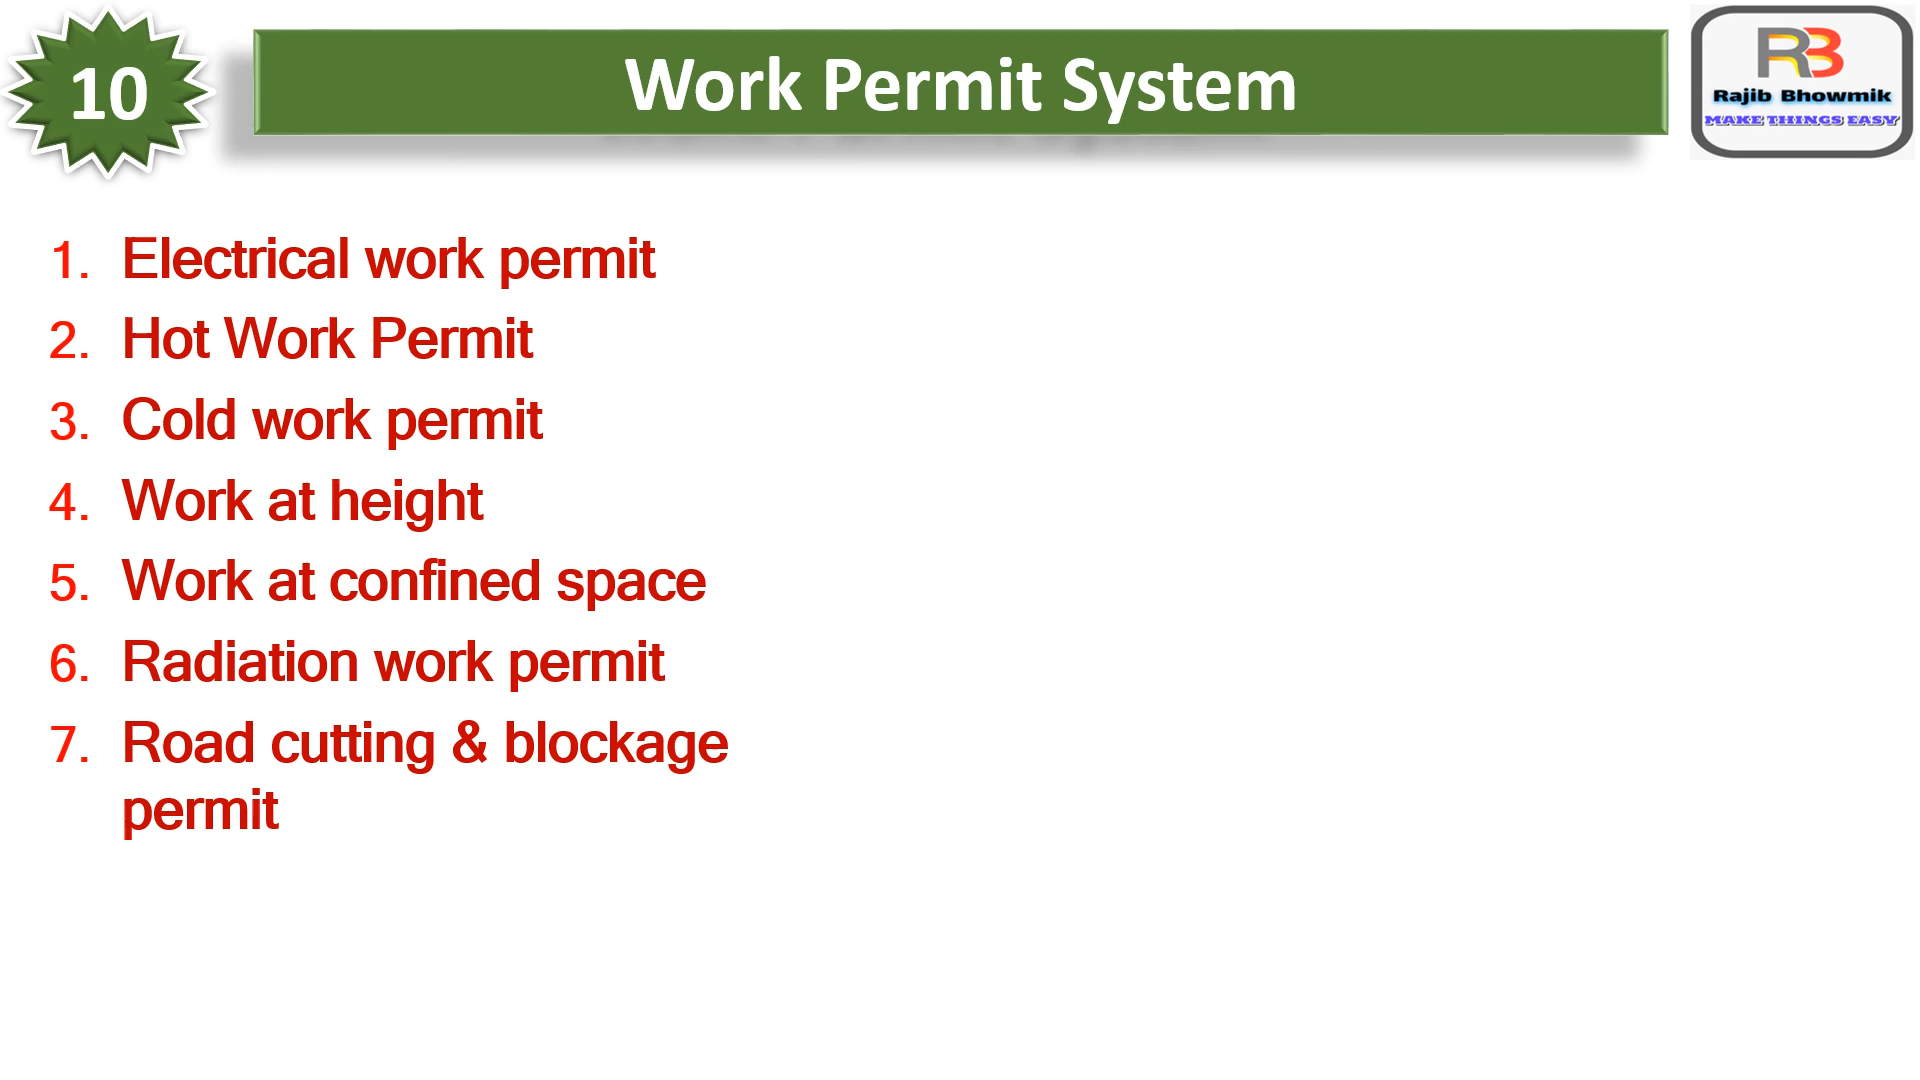 10
Work Permit System
RB
Rajib Bhowmik
MAKE THINGS EASY
1. Electrical work permit
2. Hot Work Permit
3. Cold work permit
4. Work at height
5. Work at confined space
6. Radiation work permit
7. Road cutting & blockage
permit